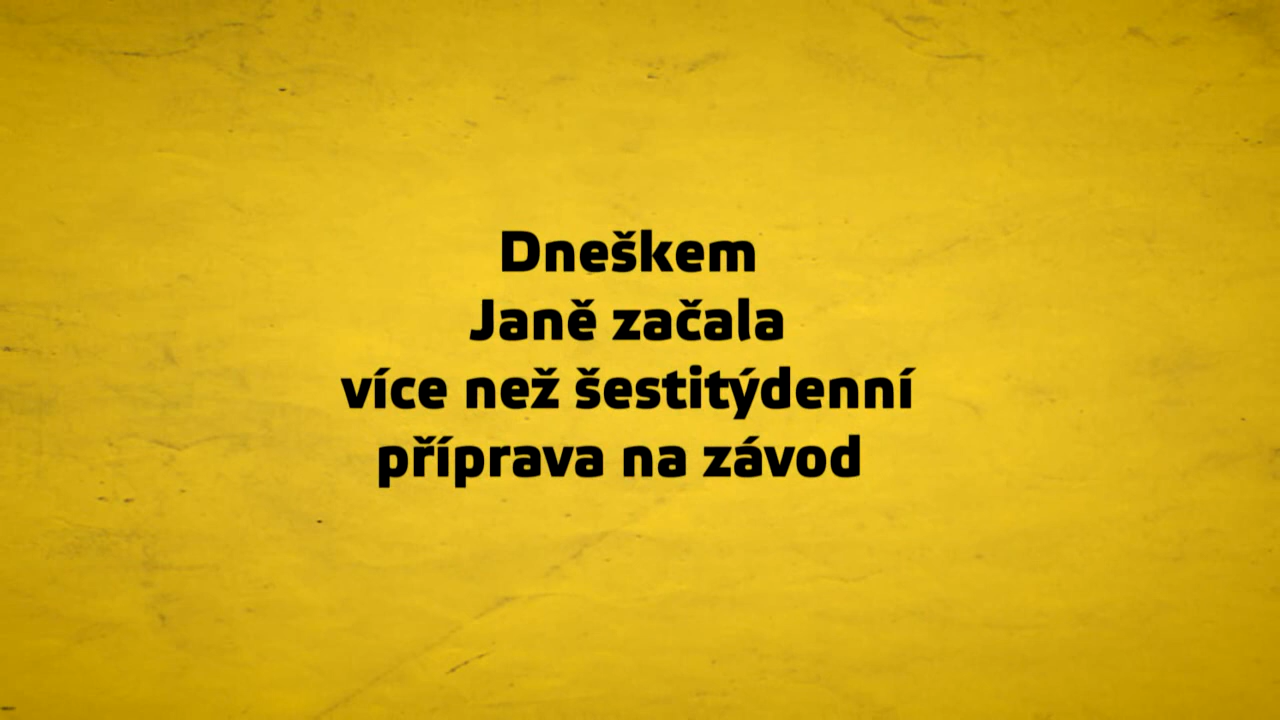 Dneškem
Janě začala
více než šestitýdenní
příprava na závod